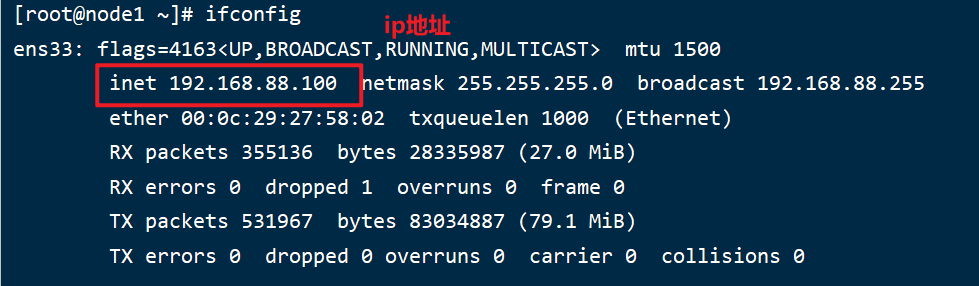 [root@node1 ~]# ifconfig
ip地址
ens33: flags=4163<UP,BROADCAST,RUNNING,MULTICAST>  mtu 1500
inet 192.168.88.100  netmask 255.255.255.0  broadcast 192.168.88.255
ether 00:0c:29:27:58:02  txqueuelen 1000  (Ethernet)
RX packets 355136  bytes 28335987 (27.0 MiB)
RX errors 0  dropped 1  overruns 0  frame 0
TX packets 531967  bytes 83034887 (79.1 MiB)
TX errors 0  dropped 0 overruns 0  carrier 0  collisions 0